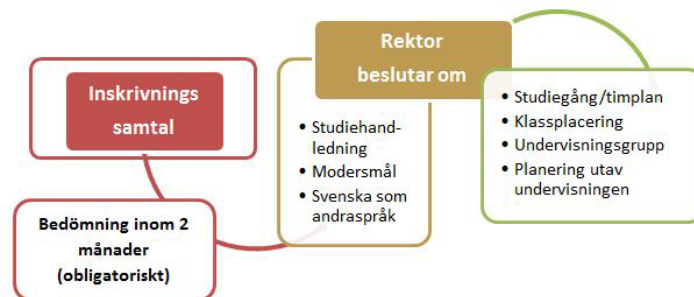 Inskrivnings
samtal
Bedömning inom 2
månader
(obligatoriskt)
Rektor
beslutar om
• Studiehand-
ledning
• Modersmål
• Svenska som
andraspråk
• Studiegång/timplan
• Klassplacering
• Undervisningsgrupp
• Planering utav
undervisningen